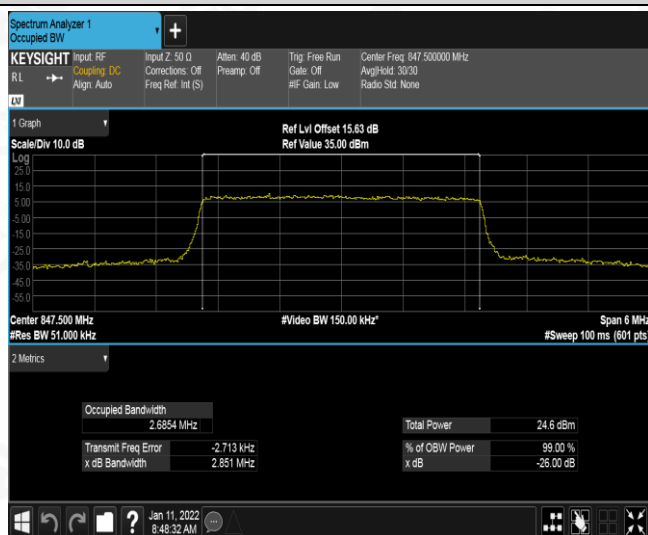 Spectrum Analyzer 1
Occupied BW
KEYSIGHT
RL
LXI
Input: RF
Coupling: DC
Align: Auto
Input Z: 50 Ω
Corrections: Off
Freq Ref: Int (S)
Atten: 40 dB
Preamp: Off
Trig: Free Run
Gate: Off
#IF Gain: Low
Center Freq: 847.500000 MHz
Avg|Hold: 30/30
Radio Std: None
1 Graph
Scale/Div 10.0 dB
Ref Lvl Offset 15.63 dB
Ref Value 35.00 dBm
Log
25.0
15.0
5.00
-5.00
-15.0
-25.0
-35.0
-45.0
-55.0
Center 847.500 MHz
#Res BW 51.000 kHz
#Video BW 150.00 kHz*
Span 6 MHz
#Sweep 100 ms (601 pts)
2 Metrics
Occupied Bandwidth
2.6854 MHz
Transmit Freq Error -2.713 kHz
x dB Bandwidth 2.851 MHz
Total Power 24.6 dBm
% of OBW Power 99.00 %
x dB -26.00 dB
?
Jan 11, 2022
8:48:32 AM